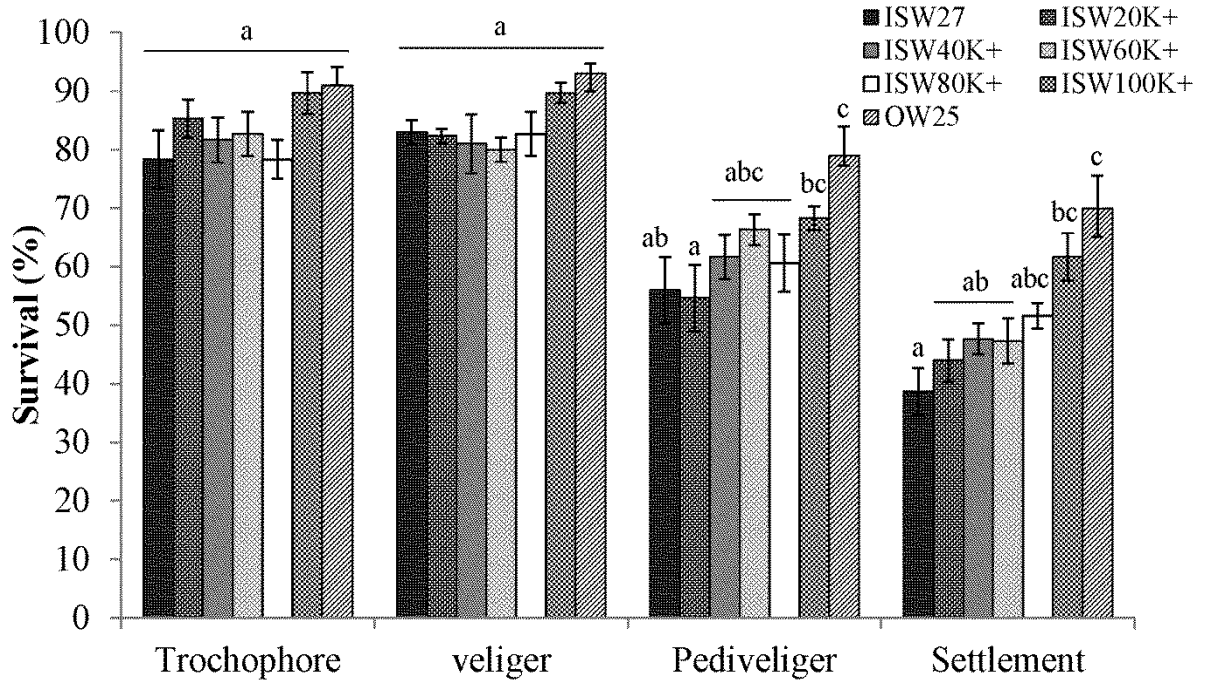 ISW27 ISW20K+
ISW40K+ ISW60K+
ISW80K+ ISW100K+
OW25
Survival (%)
100
90
80
70
60
50
40
30
20
10
0
a
a
ab
a
abc
bc
c
a
ab
abc
bc
c
Trochophore veliger Pediveliger Settlement